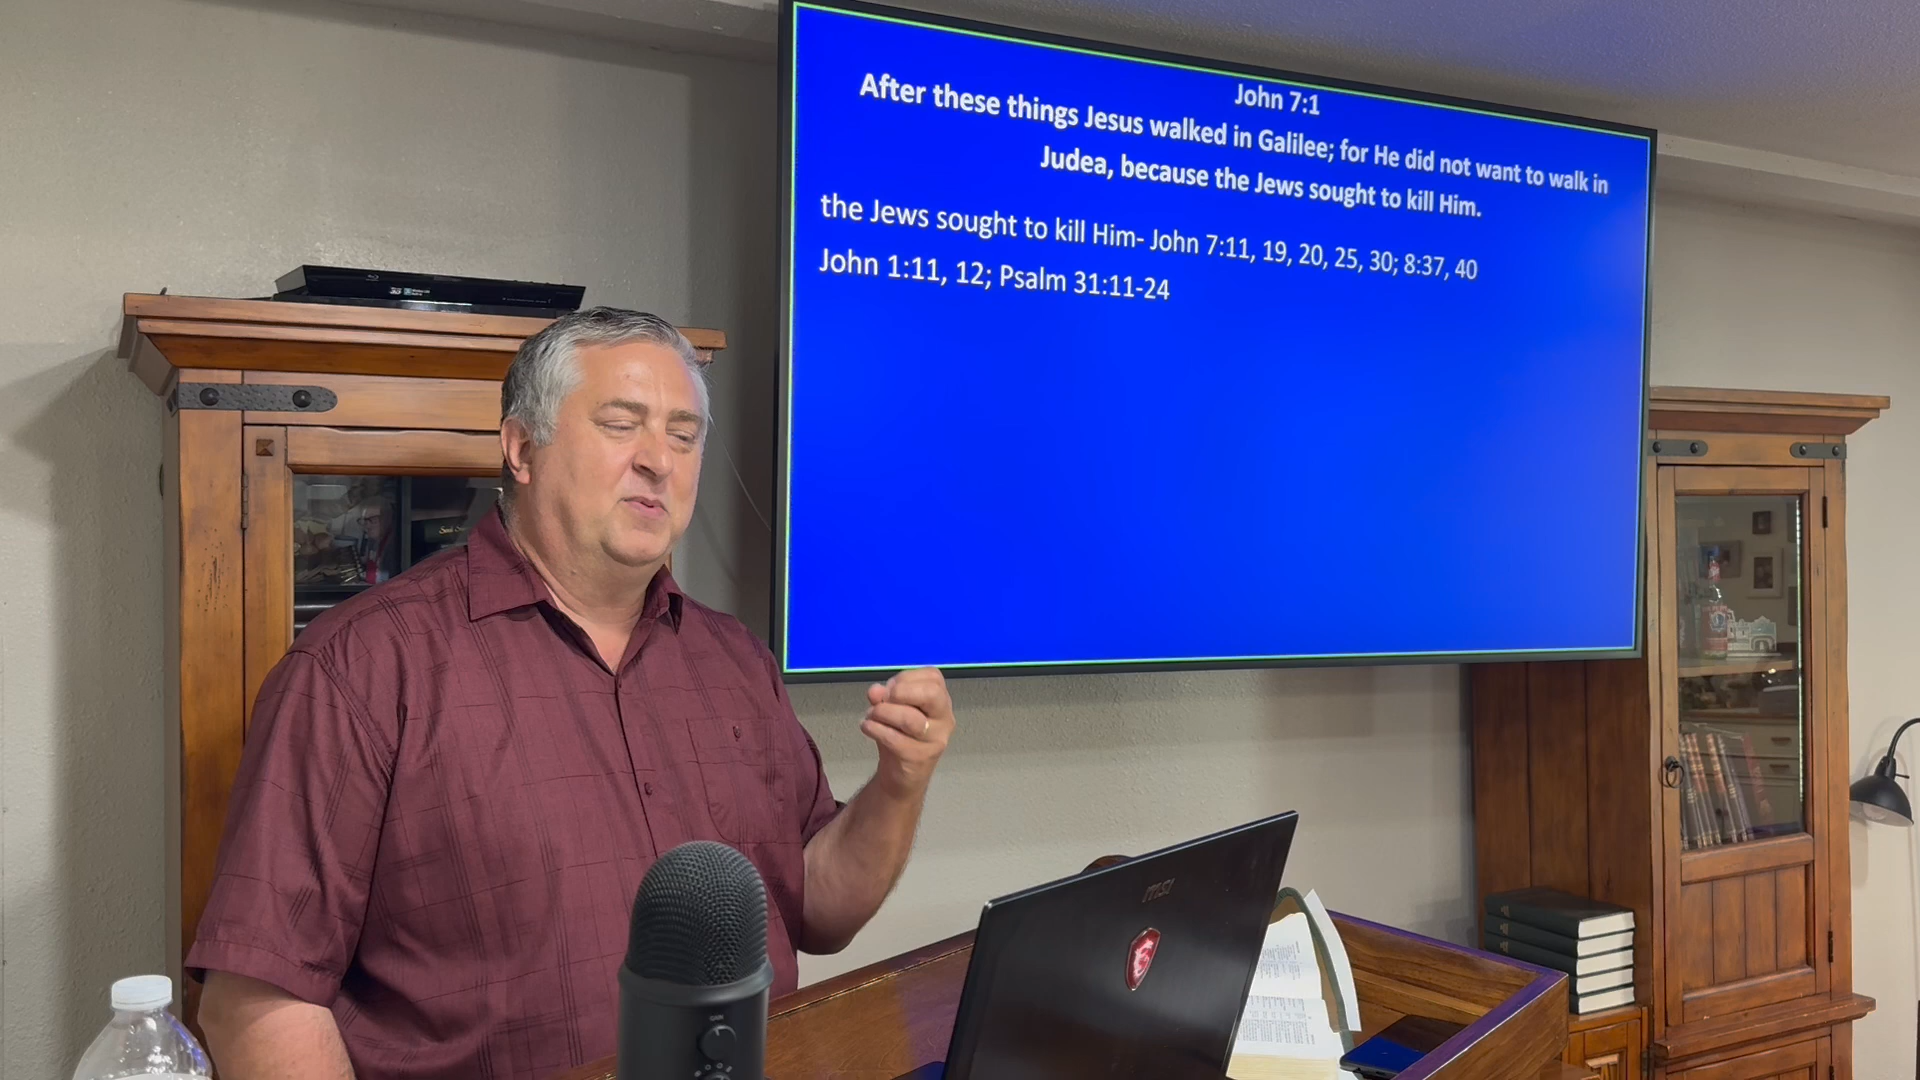 John 7:1
After these things Jesus walked in Galilee; for He did not want to walk in
Judea, because the Jews sought to kill Him.
the Jews sought to kill Him- John 7:11, 19, 20, 25, 30; 8:37, 40
John 1:11, 12; Psalm 31:11-24
msi
GAIN